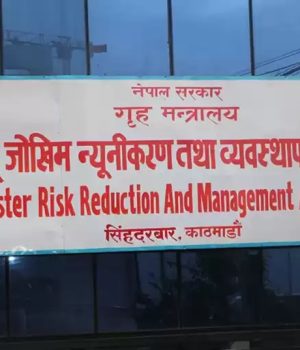 नेपाल सरकार
गृह मन्त्रालय
जोखिम न्यूनीकरण तथा व्यवस्थाप
ster Risk Reduction And Management
सिंहदरबार, काठमाडौं